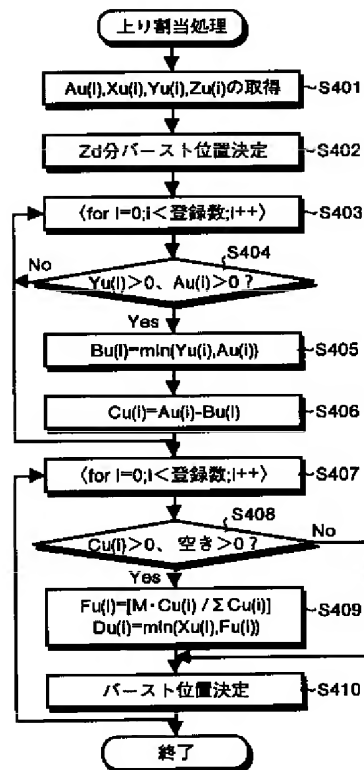 上り割当処理
Au(i),Xu(i),Yu(i),Zu(i)の取得
S401
Zd分バースト位置決定
S402
〈for i=0;i<登録数;i++〉
S403
S404
No
Yu(i)>0、Au(i)>0？
Yes
Bu(i)=min(Yu(i),Au(i))
S405
Cu(i)=Au(i)-Bu(i)
S406
〈for i=0;i<登録数;i++〉
S407
S408
No
Cu(i)>0、空き>0？
Yes
Fu(i)=[M・Cu(i) / ΣCu(i)]
Du(i)=min(Xu(i),Fu(i))
S409
バースト位置決定
S410
終了